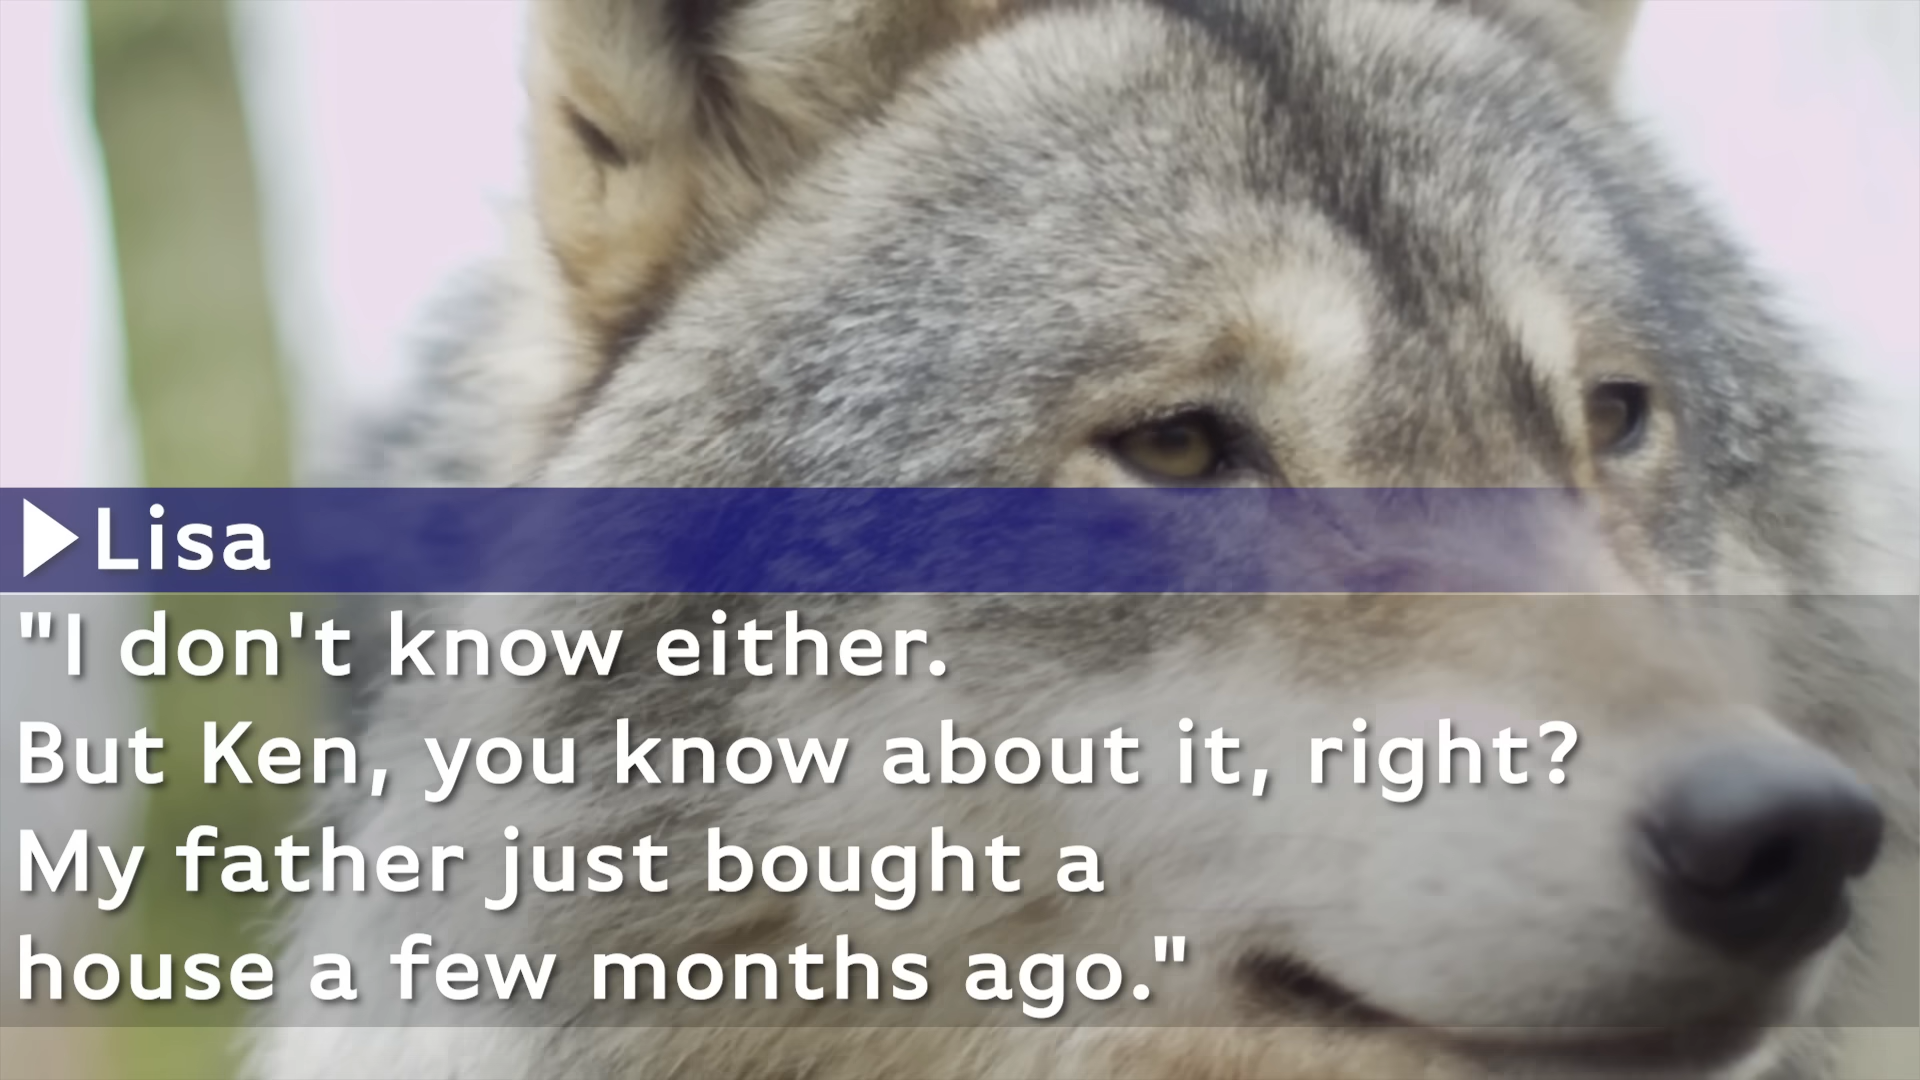 ▶Lisa
"I don't know either.
But Ken, you know about it, right?
My father just bought a
house a few months ago."